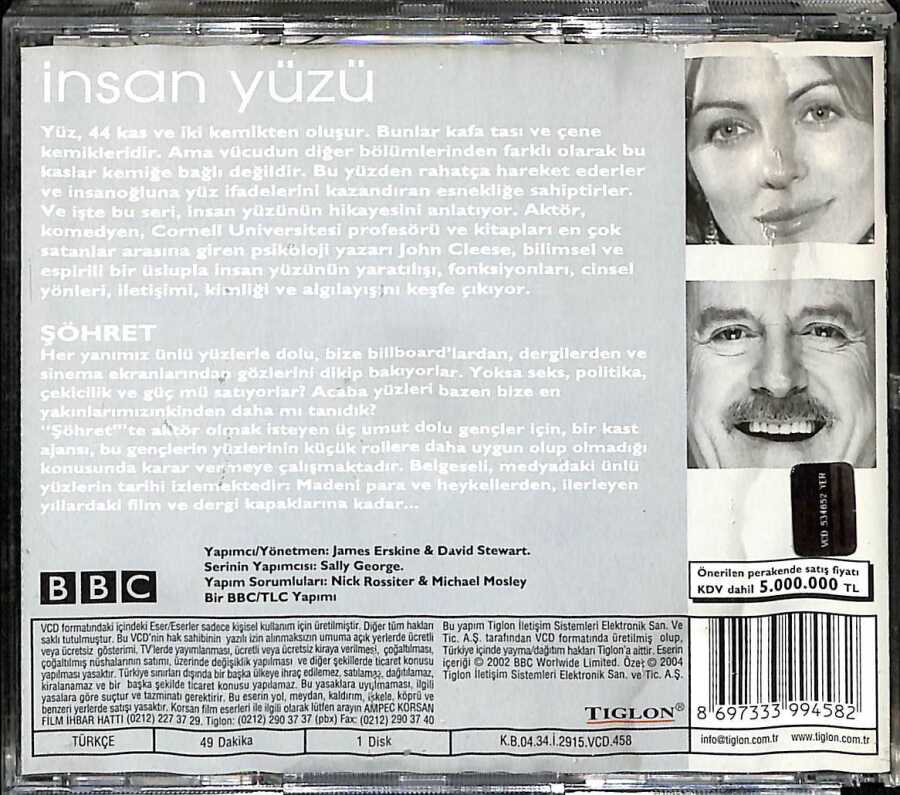 insan yüzü
Yüz, 44 kas ve iki kemikten oluşur. Bunlar kafa tası ve çene
kemikleridir. Ama vücudun diğer bölümlerinden farklı olarak bu
kaslar kemiğe bağlı değildir. Bu yüzden rahatça hareket ederler
ve insanoğluna yüz ifadelerini kazandıran esnekliğe sahiptirler.
Ve işte bu seri, insan yüzünün hikayesini anlatıyor. Aktör,
komedyen, Cornell Universitesi profesörü ve kitapları en çok
satanlar arasına giren psikoloji yazarı John Cleese, bilimsel ve
espirili bir üslupla insan yüzünün yaratılışı, fonksiyonları, cinsel
yönleri, iletişimi, kimliği ve algılayışını keşfe çıkıyor.
ŞÖHRET
Her yanımız ünlü yüzlerle dolu, bize billboard'lardan, dergilerden ve
sinema ekranlarından gözlerini dikip bakıyorlar. Yoksa seks, politika,
çekicilik ve güç mü satıyorlar? Acaba yüzleri bazen bize en
yakınlarımızınkinden daha mı tanıdık?
"Şöhret"'te aktör olmak isteyen üç umut dolu gençler için, bir kast
ajansı, bu gençlerin yüzlerinin küçük rollere daha uygun olup olmadığı
konusunda karar vermeye çalışmaktadır. Belgeseli, medyadaki ünlü
yüzlerin tarihi izlemektedir: Madeni para ve heykellerden, ilerleyen
yıllardaki film ve dergi kapaklarına kadar...
BBC
Yapımcı/Yönetmen: James Erskine & David Stewart.
Serinin Yapımcısı: Sally George.
Yapım Sorumluları: Nick Rossiter & Michael Mosley
Bir BBC/TLC Yapımı
VCD 534652 YER
Önerilen perakende satış fiyatı
KDV dahil 5.000.000 TL
VCD formatındaki içindeki Eser/Eserler sadece kişisel kullanım için üretilmiştir. Diğer tüm hakları
saklı tutulmuştur. Bu VCD'nin hak sahibinin yazılı izin alınmaksızın umuma açık yerlerde ücretli
veya ücretsiz gösterimi, TV'lerde yayımlanması, ücretli veya ücretsiz kiraya verilmesi, çoğaltılması,
çoğaltılmış nüshalarının satımı, üzerinde değişiklik yapılması ve diğer şekillerde ticaret konusu
yapılması yasaktır. Türkiye sınırları dışında bir başka ülkeye ihraç edilemez, satılamaz, dağıtılamaz,
kiralanamaz ve bir başka şekilde ticaret konusu yapılamaz. Bu yasaklara uyulmaması, ilgili
yasalara göre suçtur ve tazminatı gerektirir. Bu eserin yol, meydan, kaldırım, iskele, köprü ve
benzeri yerlerde satışı yasaktır. Korsan film eserleri ile ilgili olarak lütfen arayın AMPEC KORSAN
FİLM İHBAR HATTI (0212) 227 37 29. Tiglon: (0212) 290 37 37 (pbx) Fax: (0212) 290 37 40
Bu yapım Tiglon İletişim Sistemleri Elektronik San. Ve
Tic. A.Ş. tarafından VCD formatında üretilmiş olup,
Türkiye içinde yayma/dağıtım hakları Tiglon'a aittir. Eserin
içeriği © 2002 BBC Worlwide Limited. Özet © 2004
Tiglon İletişim Sistemleri Elektronik San. ve Tic. A.Ş.
TIGLON®
8 697333 994582
TÜRKÇE
49 Dakika
1 Disk
K.B.04.34.İ.2915.VCD.458
info@tiglon.com.tr www.tiglon.com.tr